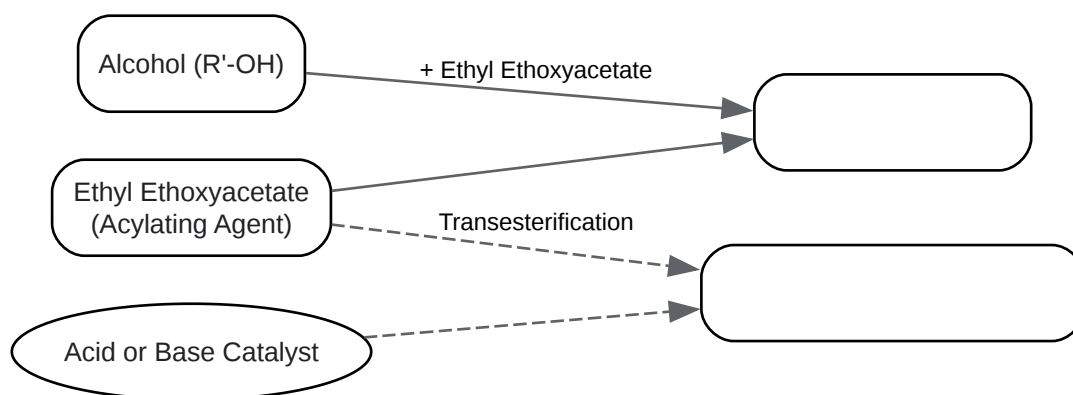 Alcohol (R'-OH)
+ Ethyl Ethoxyacetate
Ethyl Ethoxyacetate
(Acylating Agent)
Transesterification
Acid or Base Catalyst